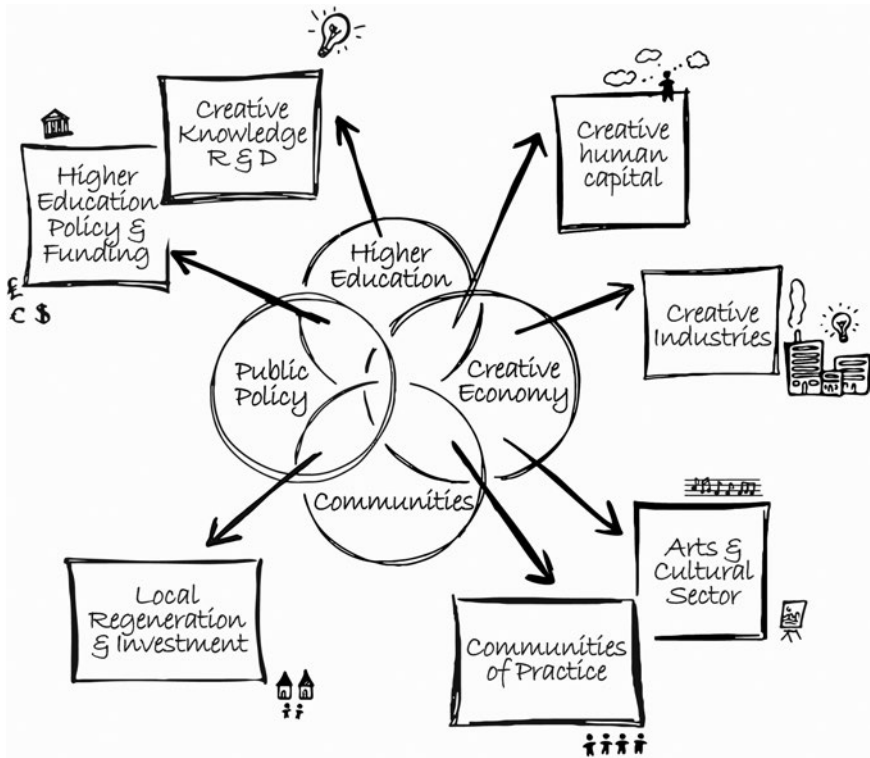 Creative
Knowledge
R & D
Creative
human
capital
Higher
Education
Policy &
Funding
£
€ $
Higher
Education
Creative
Industries
Public
Policy
Creative
Economy
Communities
Arts &
Cultural
Sector
Local
Regeneration
& Investment
Communities
of Practice